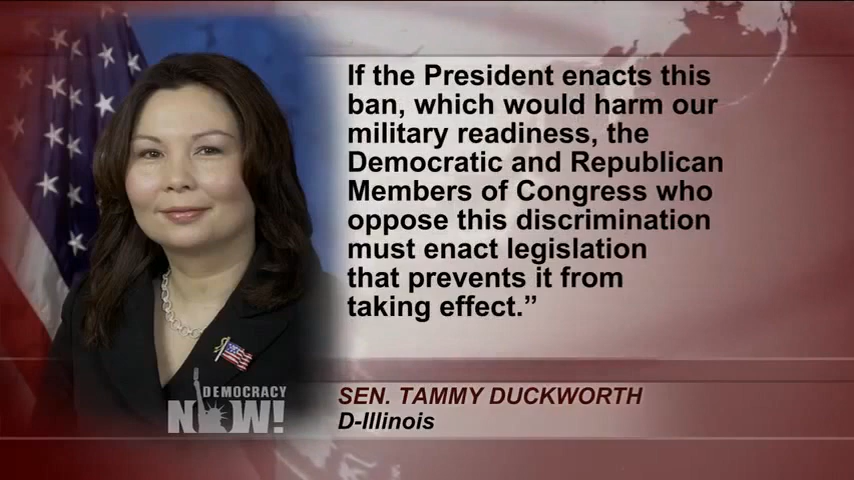 If the President enacts this
ban, which would harm our
military readiness, the
Democratic and Republican
Members of Congress who
oppose this discrimination
must enact legislation
that prevents it from
taking effect.”
SEN. TAMMY DUCKWORTH
D-Illinois
DEMOCRACY
NOW!